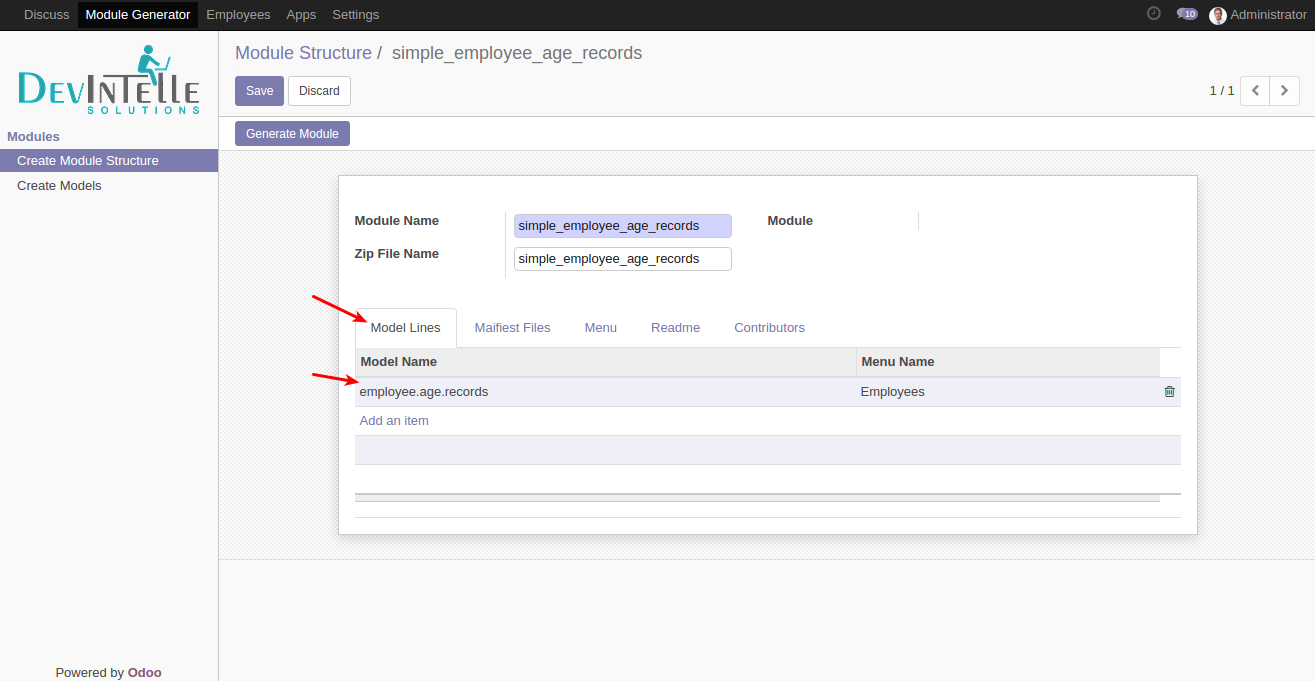 Discuss Module Generator Employees Apps Settings 10 Administrator
DevIntelle
SOLUTIONS
Modules
Create Module Structure
Create Models
Powered by Odoo
Module Structure / simple_employee_age_records
Save Discard 1 / 1
Generate Module
Module Name simple_employee_age_records Module
Zip File Name simple_employee_age_records
Model Lines Maifiest Files Menu Readme Contributors
Model Name Menu Name
employee.age.records Employees
Add an item